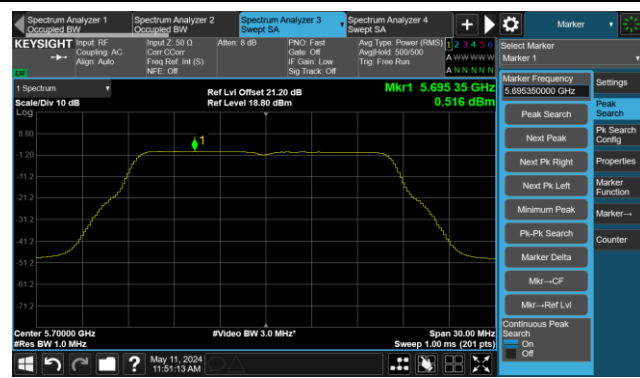 Spectrum Analyzer 1
Occupied BW
Spectrum Analyzer 2
Occupied BW
Spectrum Analyzer 3
Swept SA
Spectrum Analyzer 4
Swept SA
Marker
KEYSIGHT
Input: RF
Coupling: AC
Align: Auto
Input Z: 50 Ω
Corr CCorr
Freq Ref: Int (S)
NFE: Off
Atten: 8 dB
PNO: Fast
Gate: Off
IF Gain: Low
Sig Track: Off
Avg Type: Power (RMS)
Avg|Hold: 500/500
Trig: Free Run
1 2 3 4 5 6
A W W W W W
A N N N N N
LXI
Select Marker
Marker 1
1 Spectrum
Scale/Div 10 dB
Log
Ref Lvl Offset 21.20 dB
Ref Level 18.80 dBm
Mkr1 5.695 35 GHz
0.516 dBm
1
8.80
-1.20
-11.2
-21.2
-31.2
-41.2
-51.2
-61.2
-71.2
Center 5.70000 GHz
#Res BW 1.0 MHz
#Video BW 3.0 MHz*
Span 30.00 MHz
Sweep 1.00 ms (201 pts)
Marker Frequency
5.695350000 GHz
Peak Search
Next Peak
Next Pk Right
Next Pk Left
Minimum Peak
Pk-Pk Search
Marker Delta
Mkr→CF
Mkr→Ref Lvl
Continuous Peak
Search
On
Off
Settings
Peak
Search
Pk Search
Config
Properties
Marker
Function
Marker→
Counter
May 11, 2024
11:51:13 AM